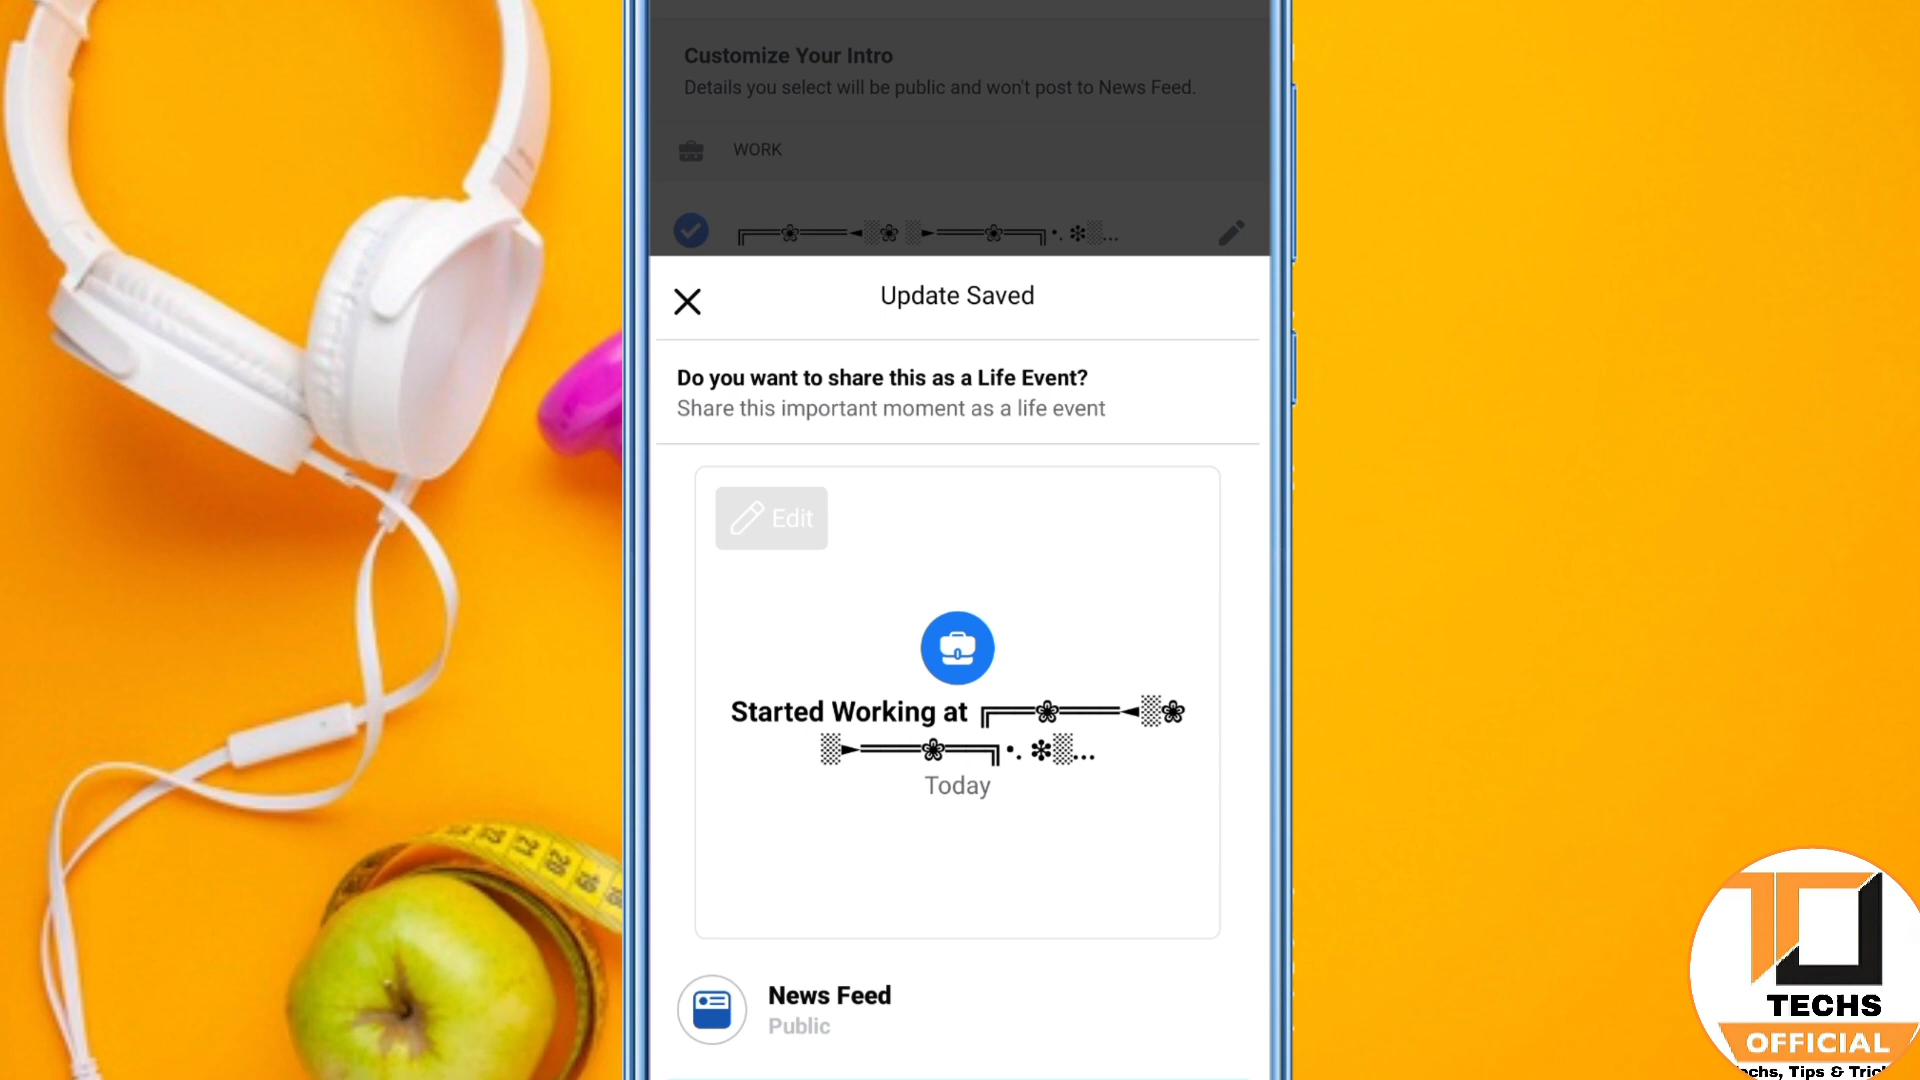 Customize Your Intro
Details you select will be public and won't post to News Feed.
WORK
╔══❀═══◄░❀ ░►═══❀══╗•. ❇░...
Update Saved
Do you want to share this as a Life Event?
Share this important moment as a life event
Edit
Started Working at ╔══❀═══◄░❀
░►═══❀══╗•. ❇░...
Today
News Feed
Public
TECHS
OFFICIAL
echs, Tips & Tric